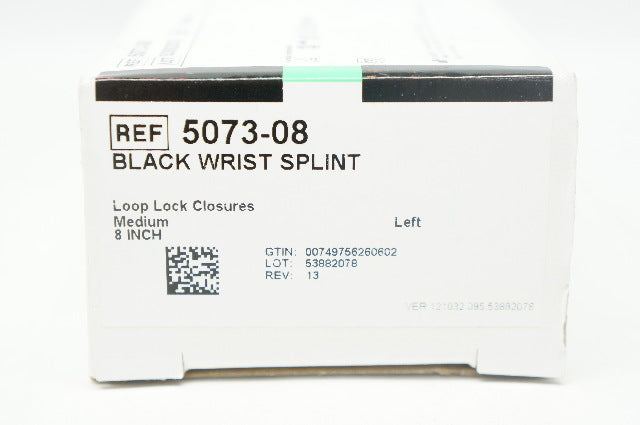 REF 5073-08
BLACK WRIST SPLINT
Loop Lock Closures
Medium Left
8 INCH
GTIN: 00749756260602
LOT: 53882078
REV: 13
VER 121032 095 53882078